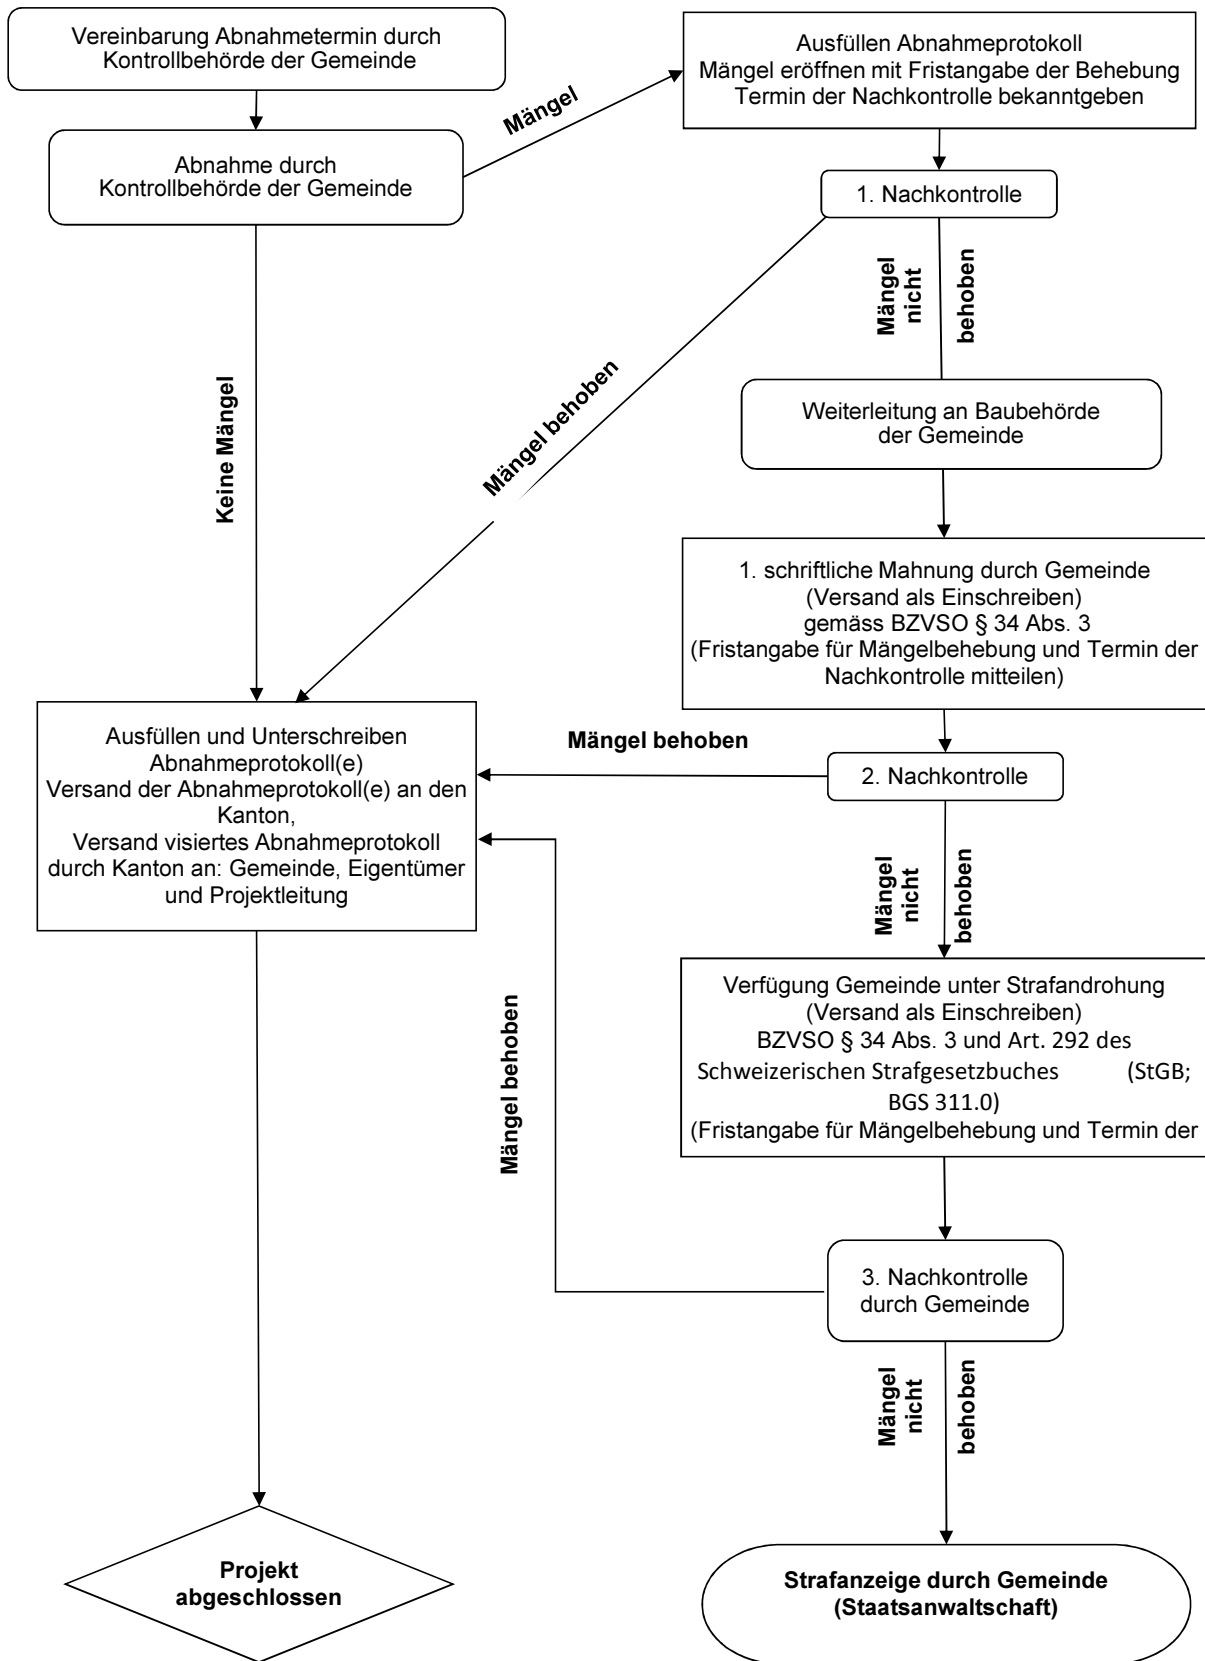 Vereinbarung Abnahmetermin durch
Kontrollbehörde der Gemeinde
Abnahme durch
Kontrollbehörde der Gemeinde
Mängel
Ausfüllen Abnahmeprotokoll
Mängel eröffnen mit Fristangabe der Behebung
Termin der Nachkontrolle bekanntgeben
1. Nachkontrolle
Mängel
nicht
behoben
Mängel behoben
Keine Mängel
Weiterleitung an Baubehörde
der Gemeinde
1. schriftliche Mahnung durch Gemeinde
(Versand als Einschreiben)
gemäss BZVSO § 34 Abs. 3
(Fristangabe für Mängelbehebung und Termin der
Nachkontrolle mitteilen)
Mängel behoben
2. Nachkontrolle
Ausfüllen und Unterschreiben
Abnahmeprotokoll(e)
Versand der Abnahmeprotokoll(e) an den
Kanton,
Versand visiertes Abnahmeprotokoll
durch Kanton an: Gemeinde, Eigentümer
und Projektleitung
Mängel
nicht
behoben
Verfügung Gemeinde unter Strafandrohung
(Versand als Einschreiben)
BZVSO § 34 Abs. 3 und Art. 292 des
Schweizerischen Strafgesetzbuches (StGB;
BGS 311.0)
(Fristangabe für Mängelbehebung und Termin der
Mängel behoben
3. Nachkontrolle
durch Gemeinde
Mängel
nicht
behoben
Projekt
abgeschlossen
Strafanzeige durch Gemeinde
(Staatsanwaltschaft)